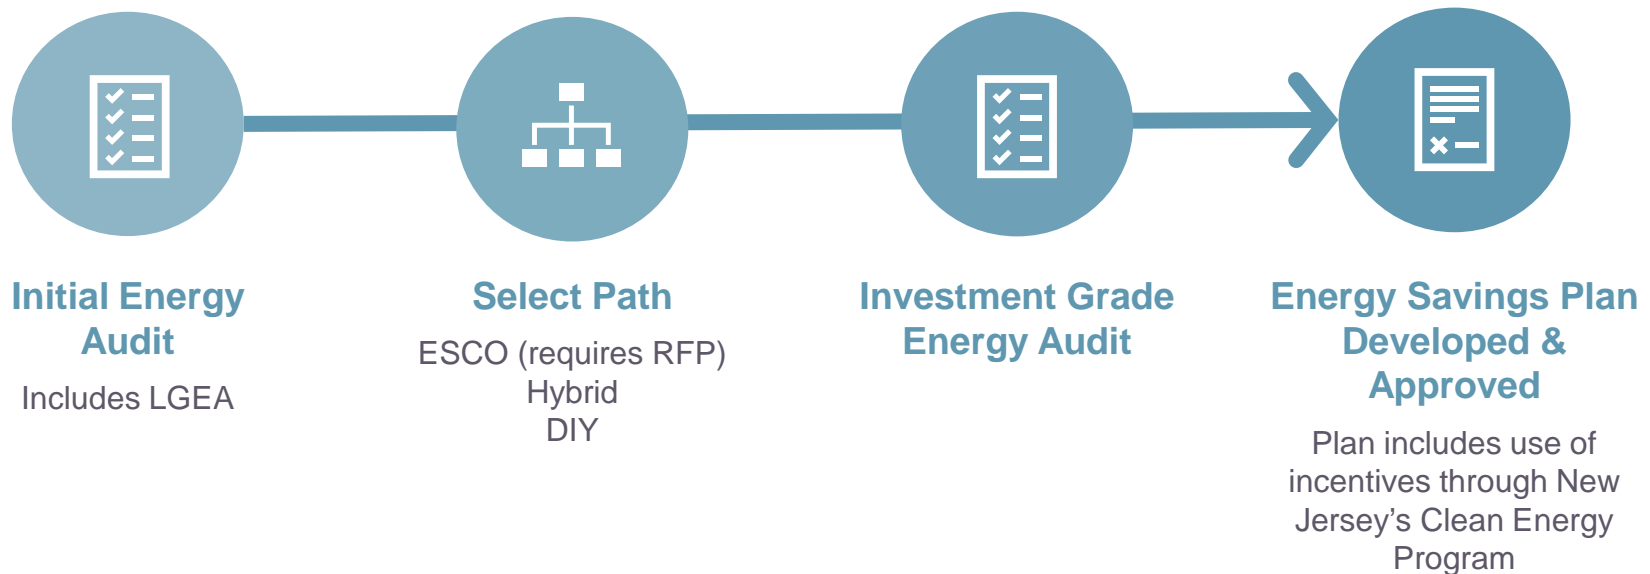 Initial Energy
Audit
Includes LGEA
Select Path
ESCO (requires RFP)
Hybrid
DIY
Investment Grade
Energy Audit
Energy Savings Plan
Developed &
Approved
Plan includes use of
incentives through New
Jersey’s Clean Energy
Program